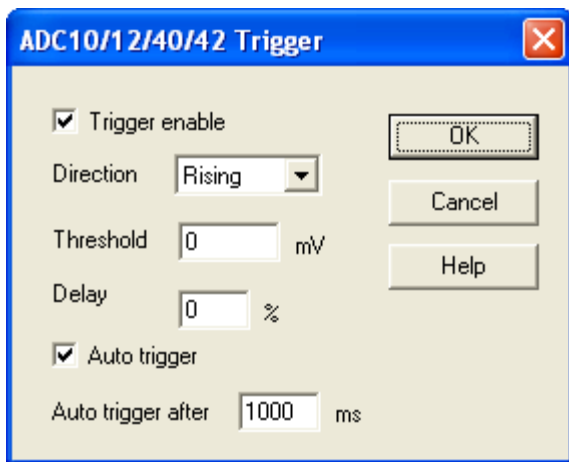 ADC10/12/40/42 Trigger
Trigger enable
OK
Direction Rising
Cancel
Threshold 0 mV
Help
Delay 0 %
Auto trigger
Auto trigger after 1000 ms